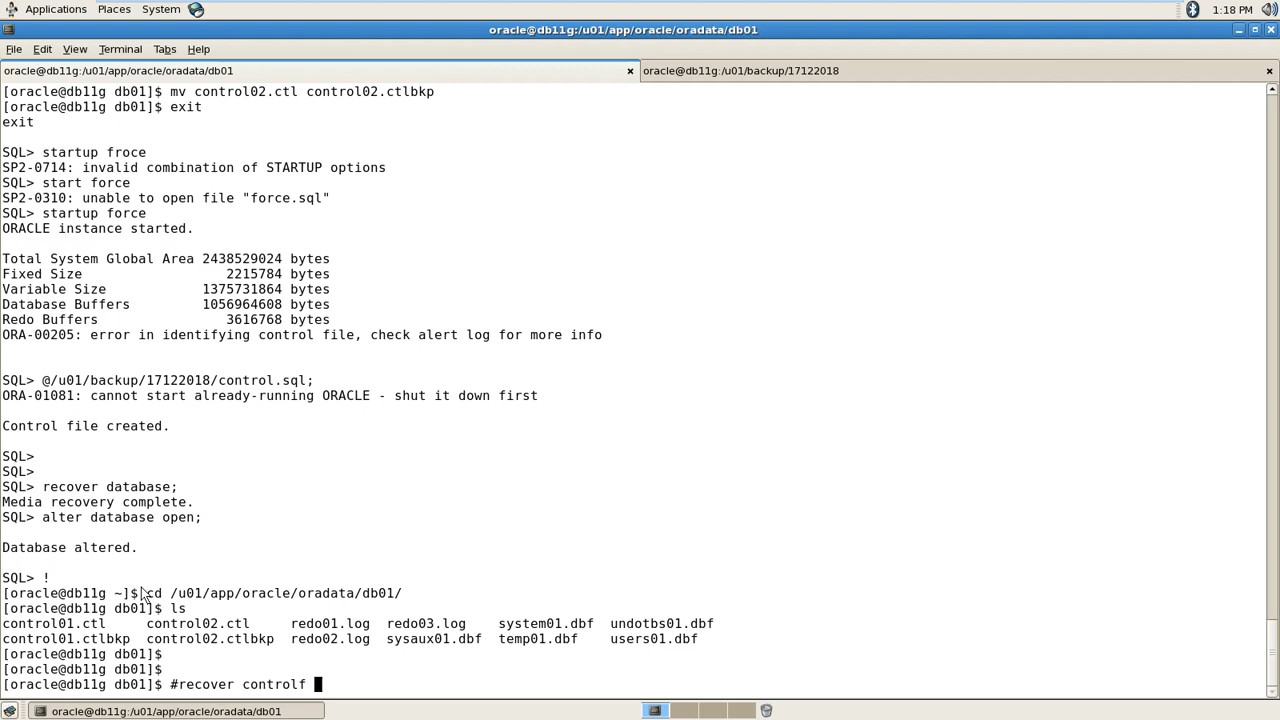 Applications Places System 1:18 PM
oracle@db11g:/u01/app/oracle/oradata/db01
File Edit View Terminal Tabs Help
oracle@db11g:/u01/app/oracle/oradata/db01 oracle@db11g:/u01/backup/17122018
[oracle@db11g db01]$ mv control02.ctl control02.ctlbkp
[oracle@db11g db01]$ exit
exit
SQL> startup froce
SP2-0714: invalid combination of STARTUP options
SQL> start force
SP2-0310: unable to open file "force.sql"
SQL> startup force
ORACLE instance started.
Total System Global Area 2438529024 bytes
Fixed Size 2215784 bytes
Variable Size 1375731864 bytes
Database Buffers 1056964608 bytes
Redo Buffers 3616768 bytes
ORA-00205: error in identifying control file, check alert log for more info
SQL> @/u01/backup/17122018/control.sql;
ORA-01081: cannot start already-running ORACLE - shut it down first
Control file created.
SQL>
SQL>
SQL> recover database;
Media recovery complete.
SQL> alter database open;
Database altered.
SQL> !
[oracle@db11g ~]$ cd /u01/app/oracle/oradata/db01/
[oracle@db11g db01]$ ls
control01.ctl control02.ctl redo01.log redo03.log system01.dbf undotbs01.dbf
control01.ctlbkp control02.ctlbkp redo02.log sysaux01.dbf temp01.dbf users01.dbf
[oracle@db11g db01]$
[oracle@db11g db01]$
[oracle@db11g db01]$ #recover controlf
oracle@db11g:/u01/app/oracle/oradata/db01